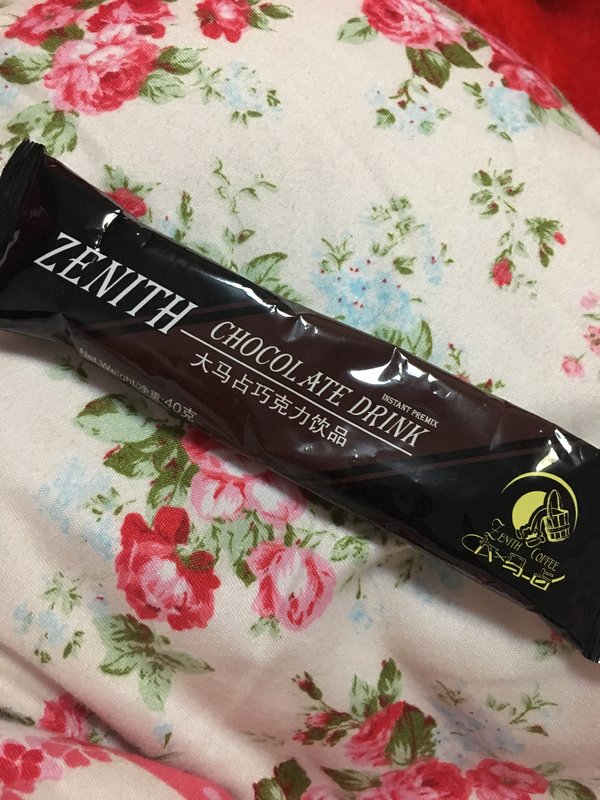 ZENITH
CHOCOLATE DRINK
INSTANT PREMIX
大马占巧克力饮品
Net Weight/净重:40克
ZENITH COFFEE
大马占